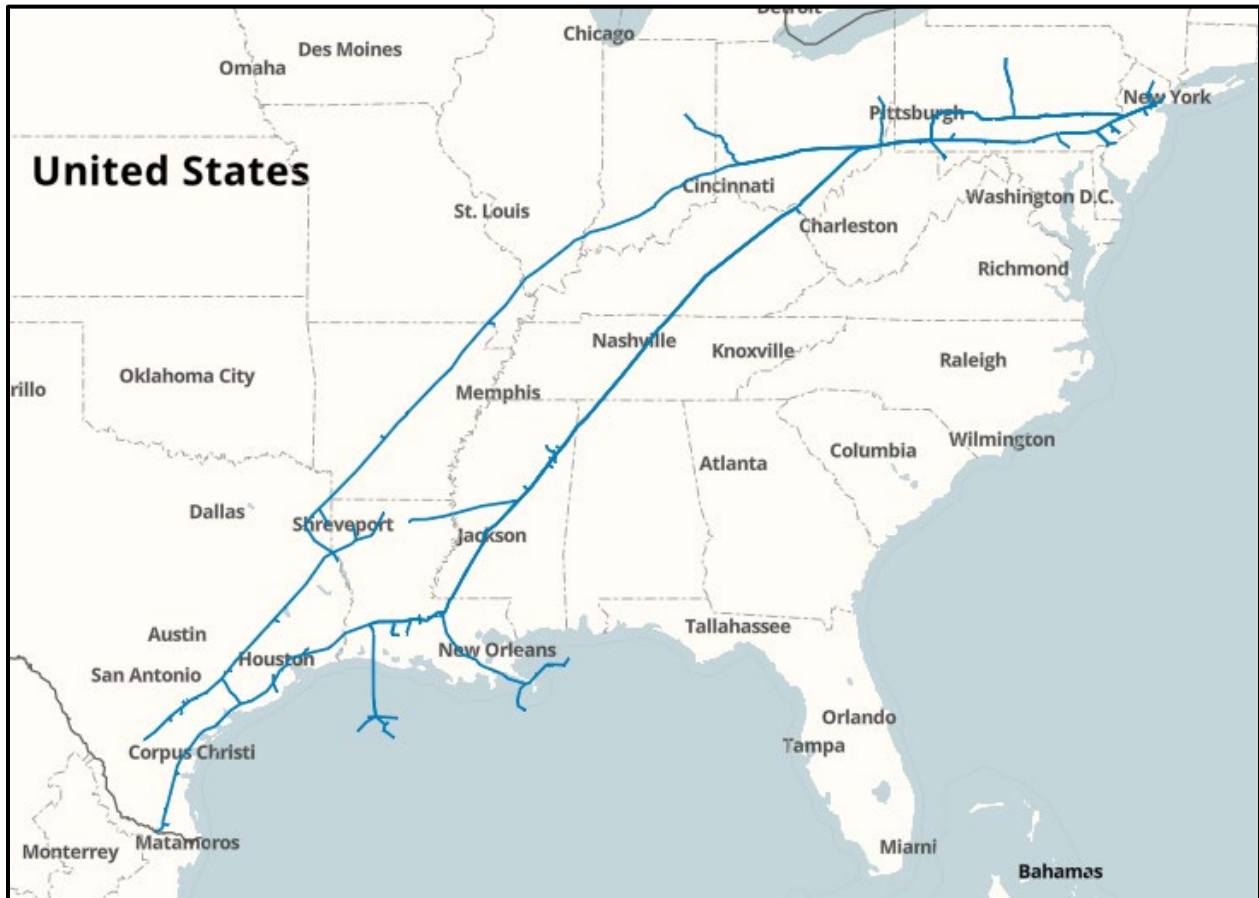 Detroit
Chicago
Des Moines
Omaha
New York
Pittsburgh
United States
Cincinnati
Washington D.C.
St. Louis
Charleston
Richmond
Nashville
Knoxville
Raleigh
Oklahoma City
rillo
Memphis
Wilmington
Columbia
Atlanta
Dallas
Shreveport
Jackson
Tallahassee
Austin
New Orleans
Houston
San Antonio
Orlando
Tampa
Corpus Christi
Matamoros
Miami
Monterrey
Bahamas